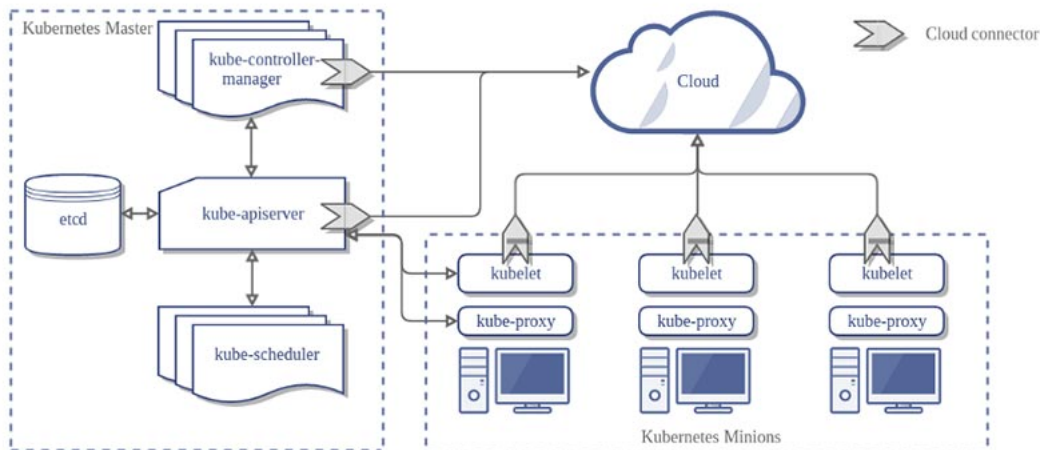 Kubernetes Master
kube-controller-
manager
Cloud connector
Cloud
etcd
kube-apiserver
kubelet
kubelet
kubelet
kube-proxy
kube-proxy
kube-proxy
kube-scheduler
Kubernetes Minions